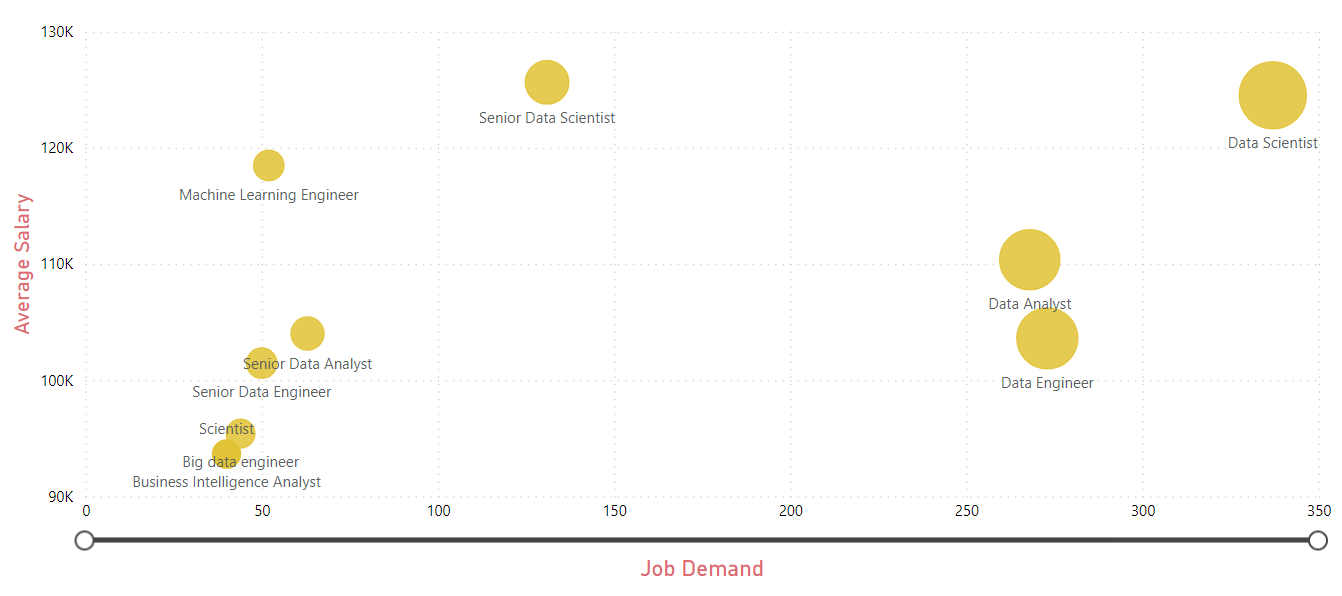 130K
Senior Data Scientist
Data Scientist
120K
Machine Learning Engineer
Average Salary
110K
Data Analyst
Senior Data Analyst
100K
Data Engineer
Senior Data Engineer
Scientist
Big data engineer
Business Intelligence Analyst
90K
0 50 100 150 200 250 300 350
Job Demand